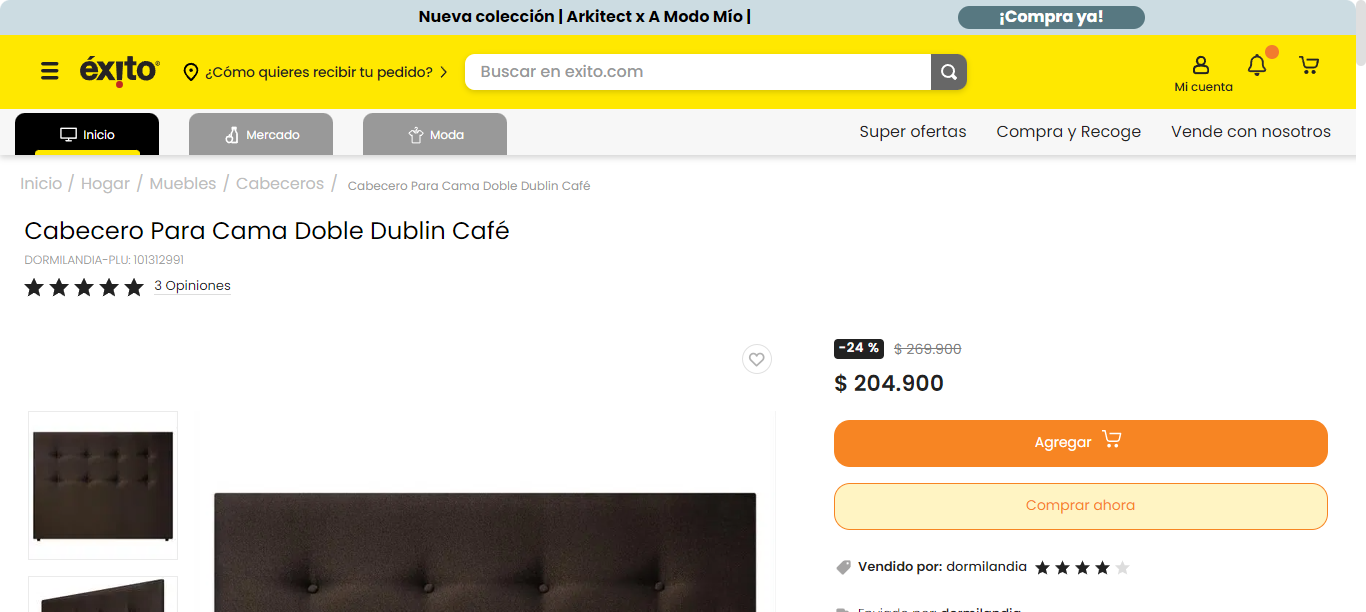 Nueva colección | Arkitect x A Modo Mío |
¡Compra ya!
éxito
¿Cómo quieres recibir tu pedido?
Buscar en exito.com
Mi cuenta
Inicio
Mercado
Moda
Super ofertas
Compra y Recoge
Vende con nosotros
Inicio / Hogar / Muebles / Cabeceros / Cabecero Para Cama Doble Dublin Café
Cabecero Para Cama Doble Dublin Café
DORMILANDIA-PLU: 101312991
3 Opiniones
-24 % $ 269.900
$ 204.900
Agregar
Comprar ahora
Vendido por: dormilandia
Enviado por dormilandia